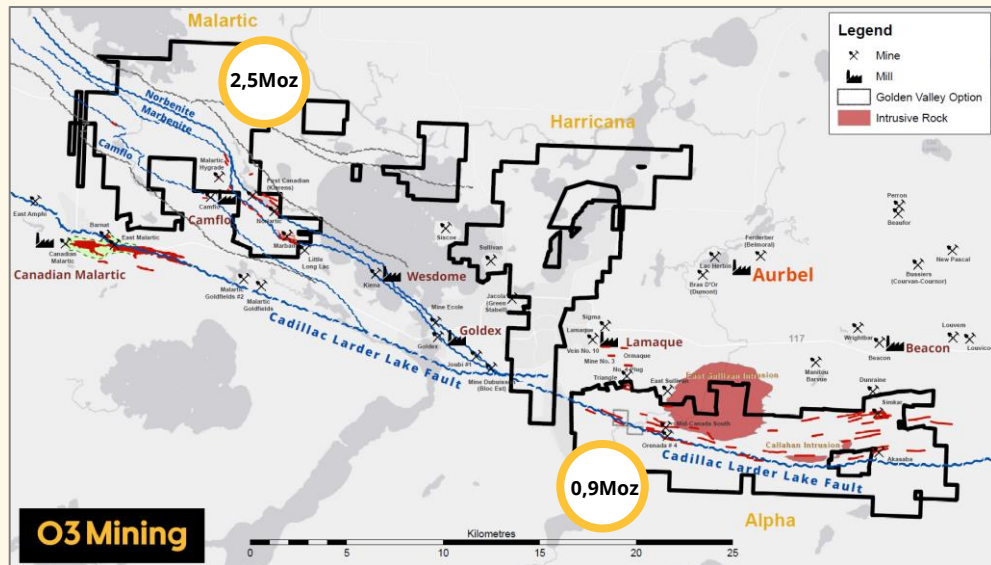 Malartic
2,5Moz
Legend
Mine
Mill
Golden Valley Option
Intrusive Rock
Norbenite
Marbenite
Camflo
Harricana
Malartic
Hygrade
First Canadian
(Kierens)
Camflo
Camflo
Norlartic
Marban
East Amphi
Barnat
East Malartic
Canadian
Malartic
Canadian Malartic
Little
Long Lac
Malartic
Goldfields #2
Malartic
Goldfields
Siscoe
Sullivan
Kiena
Wesdome
Jacola
(Green
Stabell)
Mine Ecole
Goldex
Goldex
Joubi #1
Mine Dubuisson
(Bloc Est)
Cadillac Larder Lake Fault
Perron
Beaufor
Ferderber
(Belmoral)
Lac Herbin
Bras D'Or
(Dumont)
Aurbel
New Pascal
Bussiers
(Courvan-Cournor)
Sigma
Lamaque
Lamaque
Vein No. 10
Ormaque
Mine No. 3
Triangle
117
Wrightbar
Beacon
Beacon
Louvem
Louvicourt
Manitou
Barvue
East Sullivan
East Sullivan Intrusion
Dunraine
Simkar
Mid Canada South
Orenada # 4
Callahan Intrusion
Akasaba
Cadillac Larder Lake Fault
0,9Moz
Alpha
O3 Mining
Kilometres
0 5 10 15 20 25